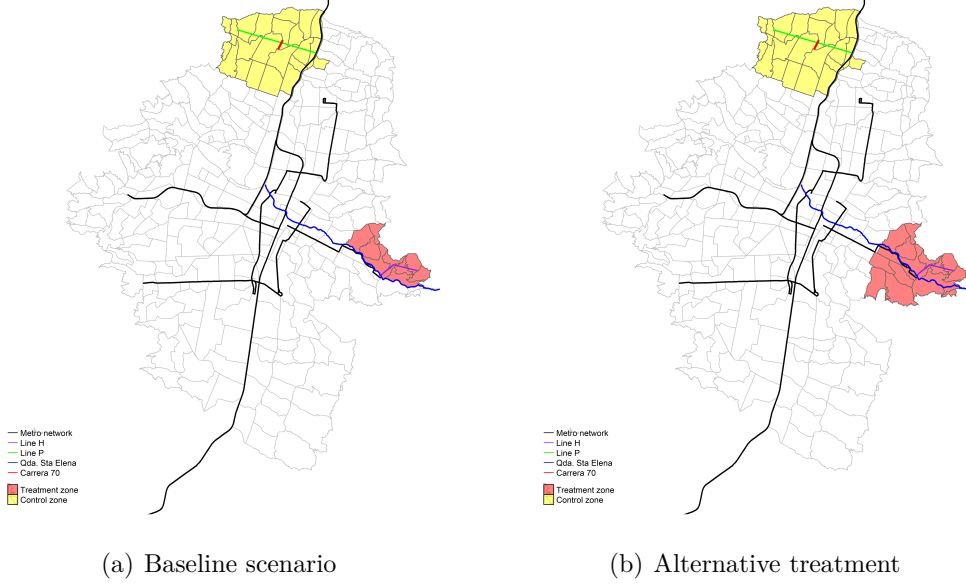 Metro network
Line H
Line P
Qda. Sta Elena
Carrera 70
Treatment zone
Control zone
(a) Baseline scenario
Metro network
Line H
Line P
Qda. Sta Elena
Carrera 70
Treatment zone
Control zone
(b) Alternative treatment